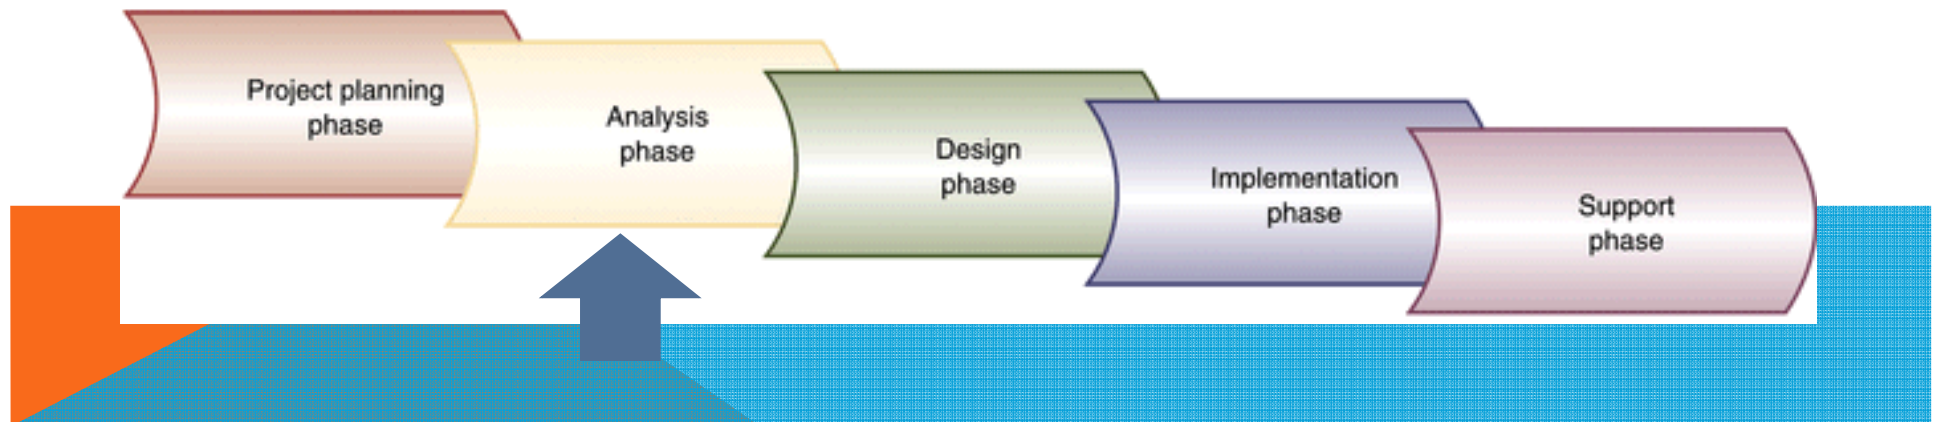 Project planning
phase
Analysis
phase
Design
phase
Implementation
phase
Support
phase